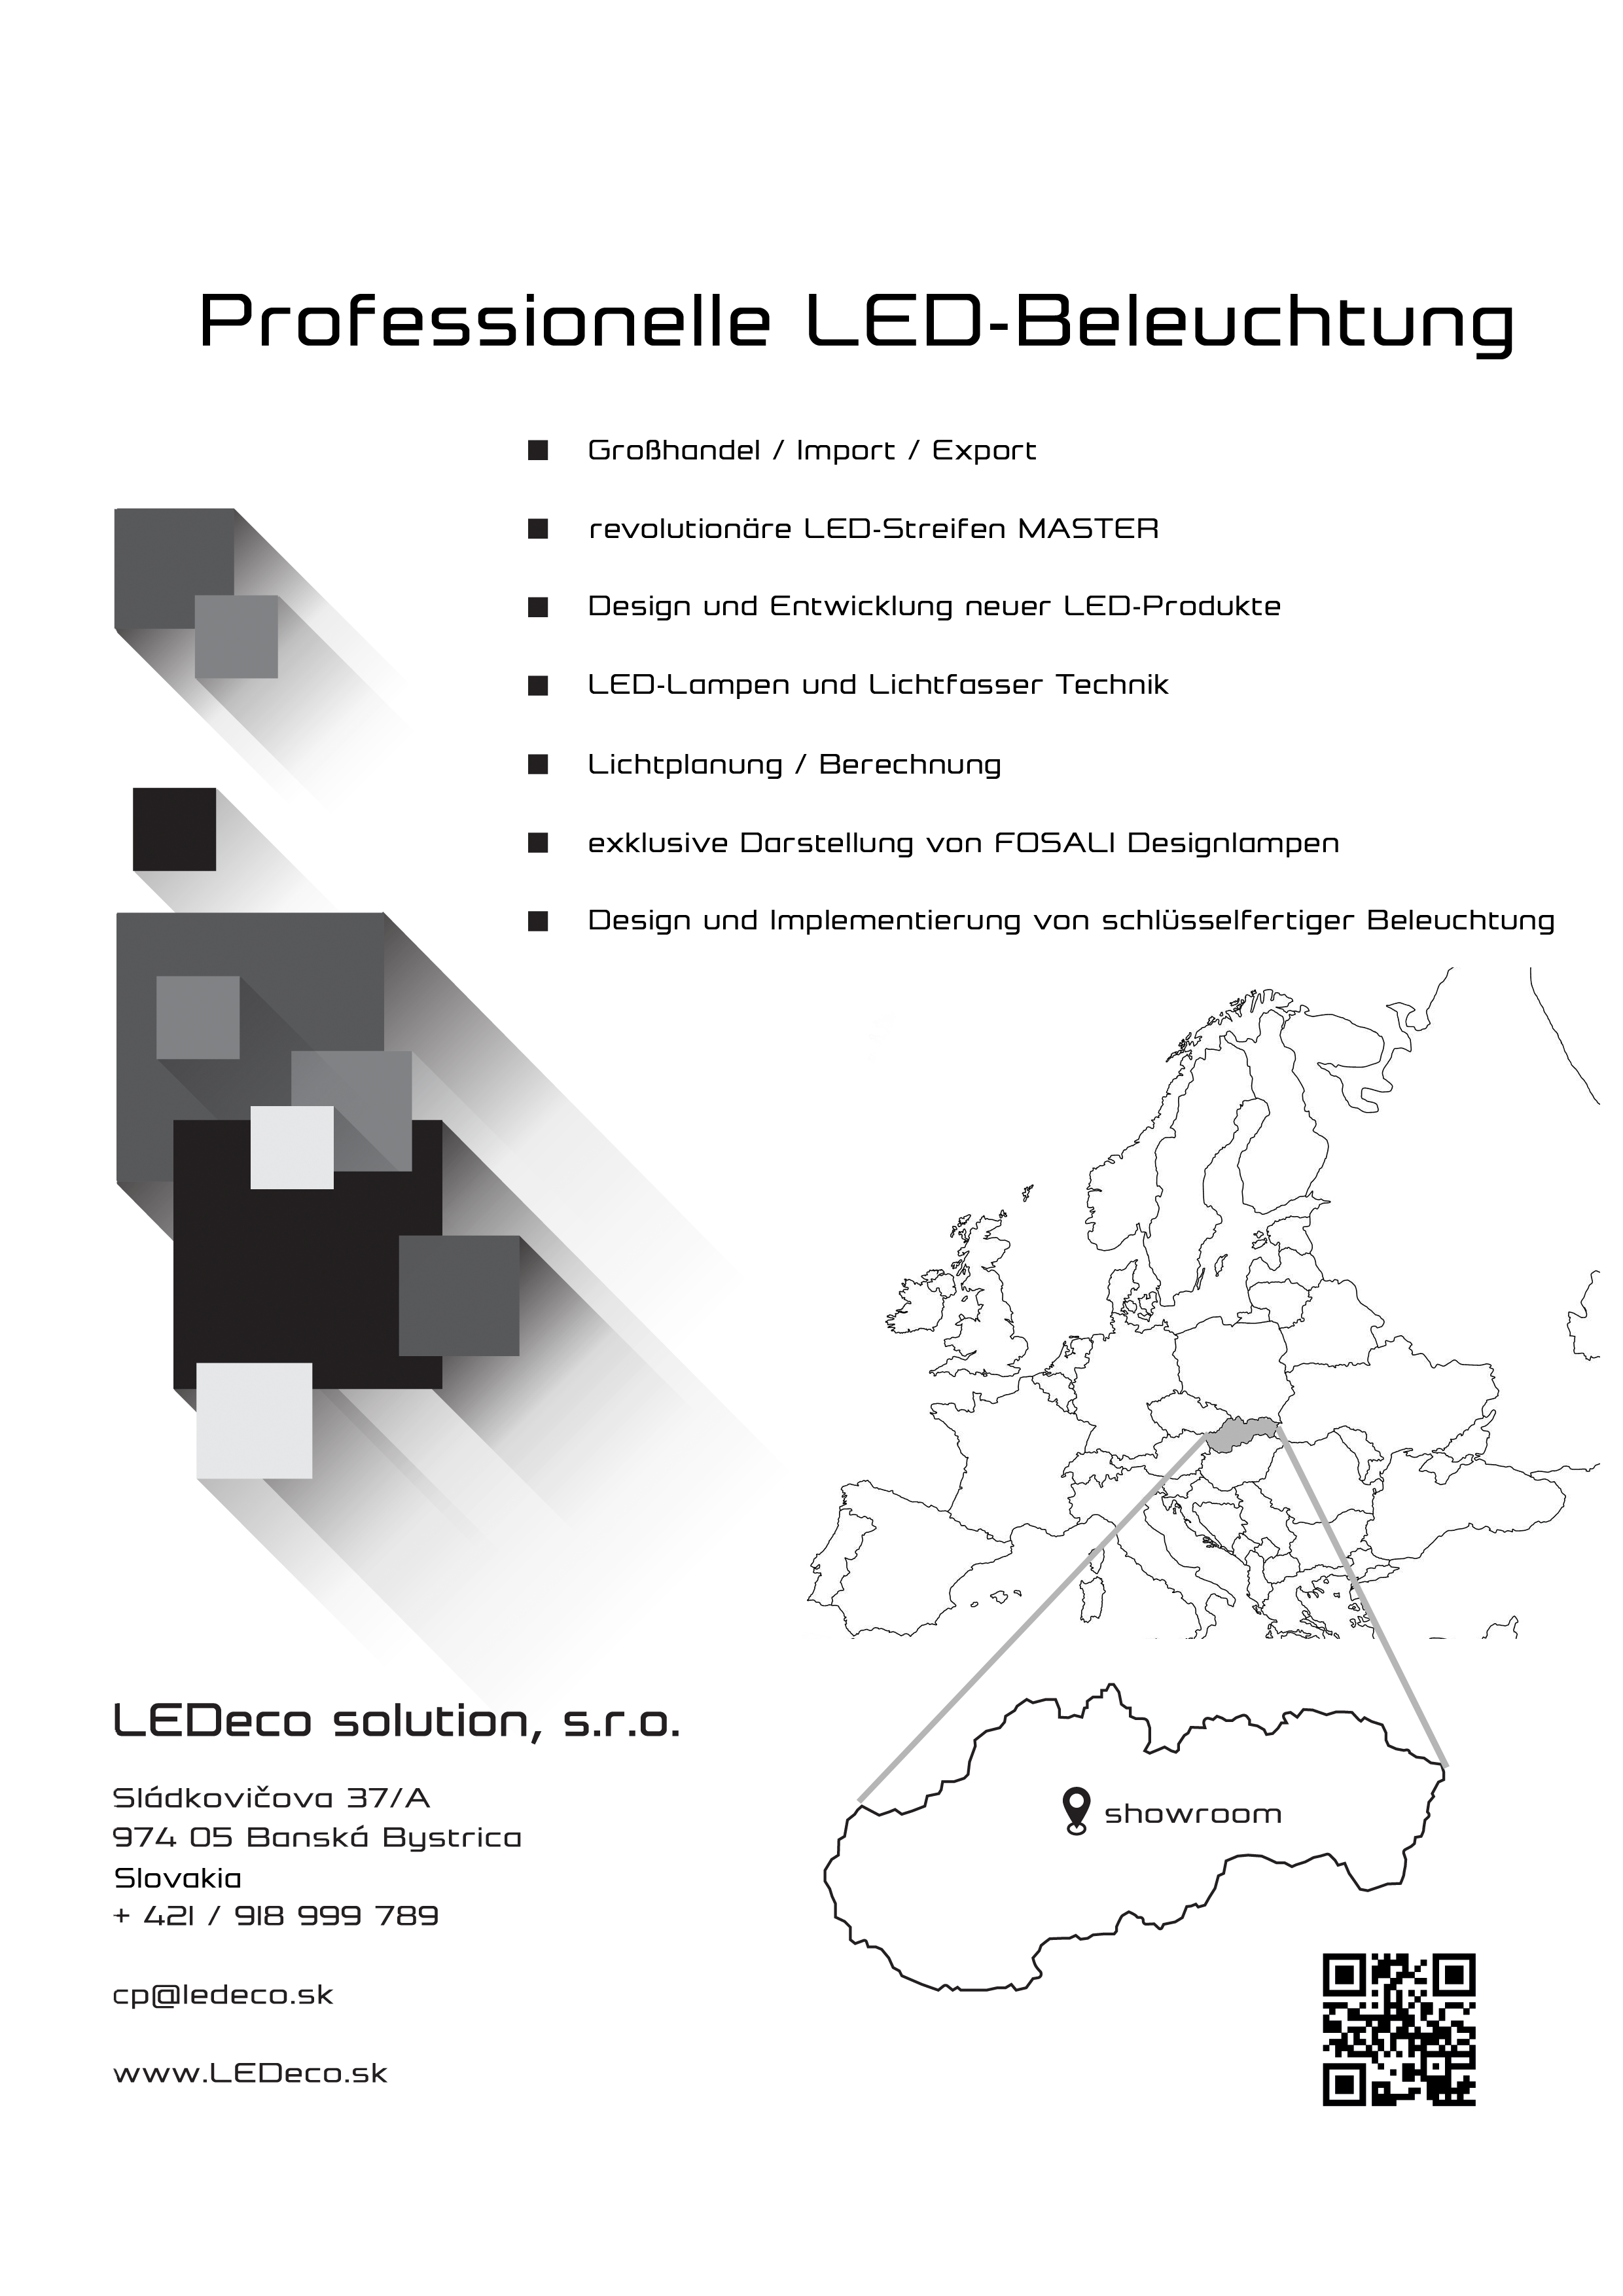 Professionelle LED-Beleuchtung
Großhandel / Import / Export
revolutionäre LED-Streifen MASTER
Design und Entwicklung neuer LED-Produkte
LED-Lampen und Lichtfasser Technik
Lichtplanung / Berechnung
exklusive Darstellung von FOSALI Designlampen
Design und Implementierung von schlüsselfertiger Beleuchtung
LEDeco solution, s.r.o.
Sládkovičova 37/A
974 05 Banská Bystrica
Slovakia
+ 421 / 918 999 789
cp@ledeco.sk
www.LEDeco.sk
showroom